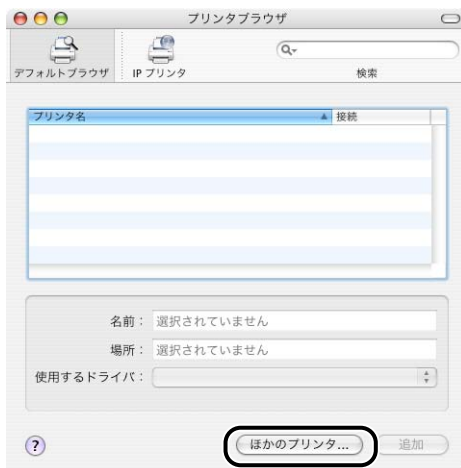 プリンタブラウザ
デフォルトブラウザ IP プリンタ 検索
プリンタ名 接続
名前： 選択されていません
場所： 選択されていません
使用するドライバ：
? ほかのプリンタ... 追加